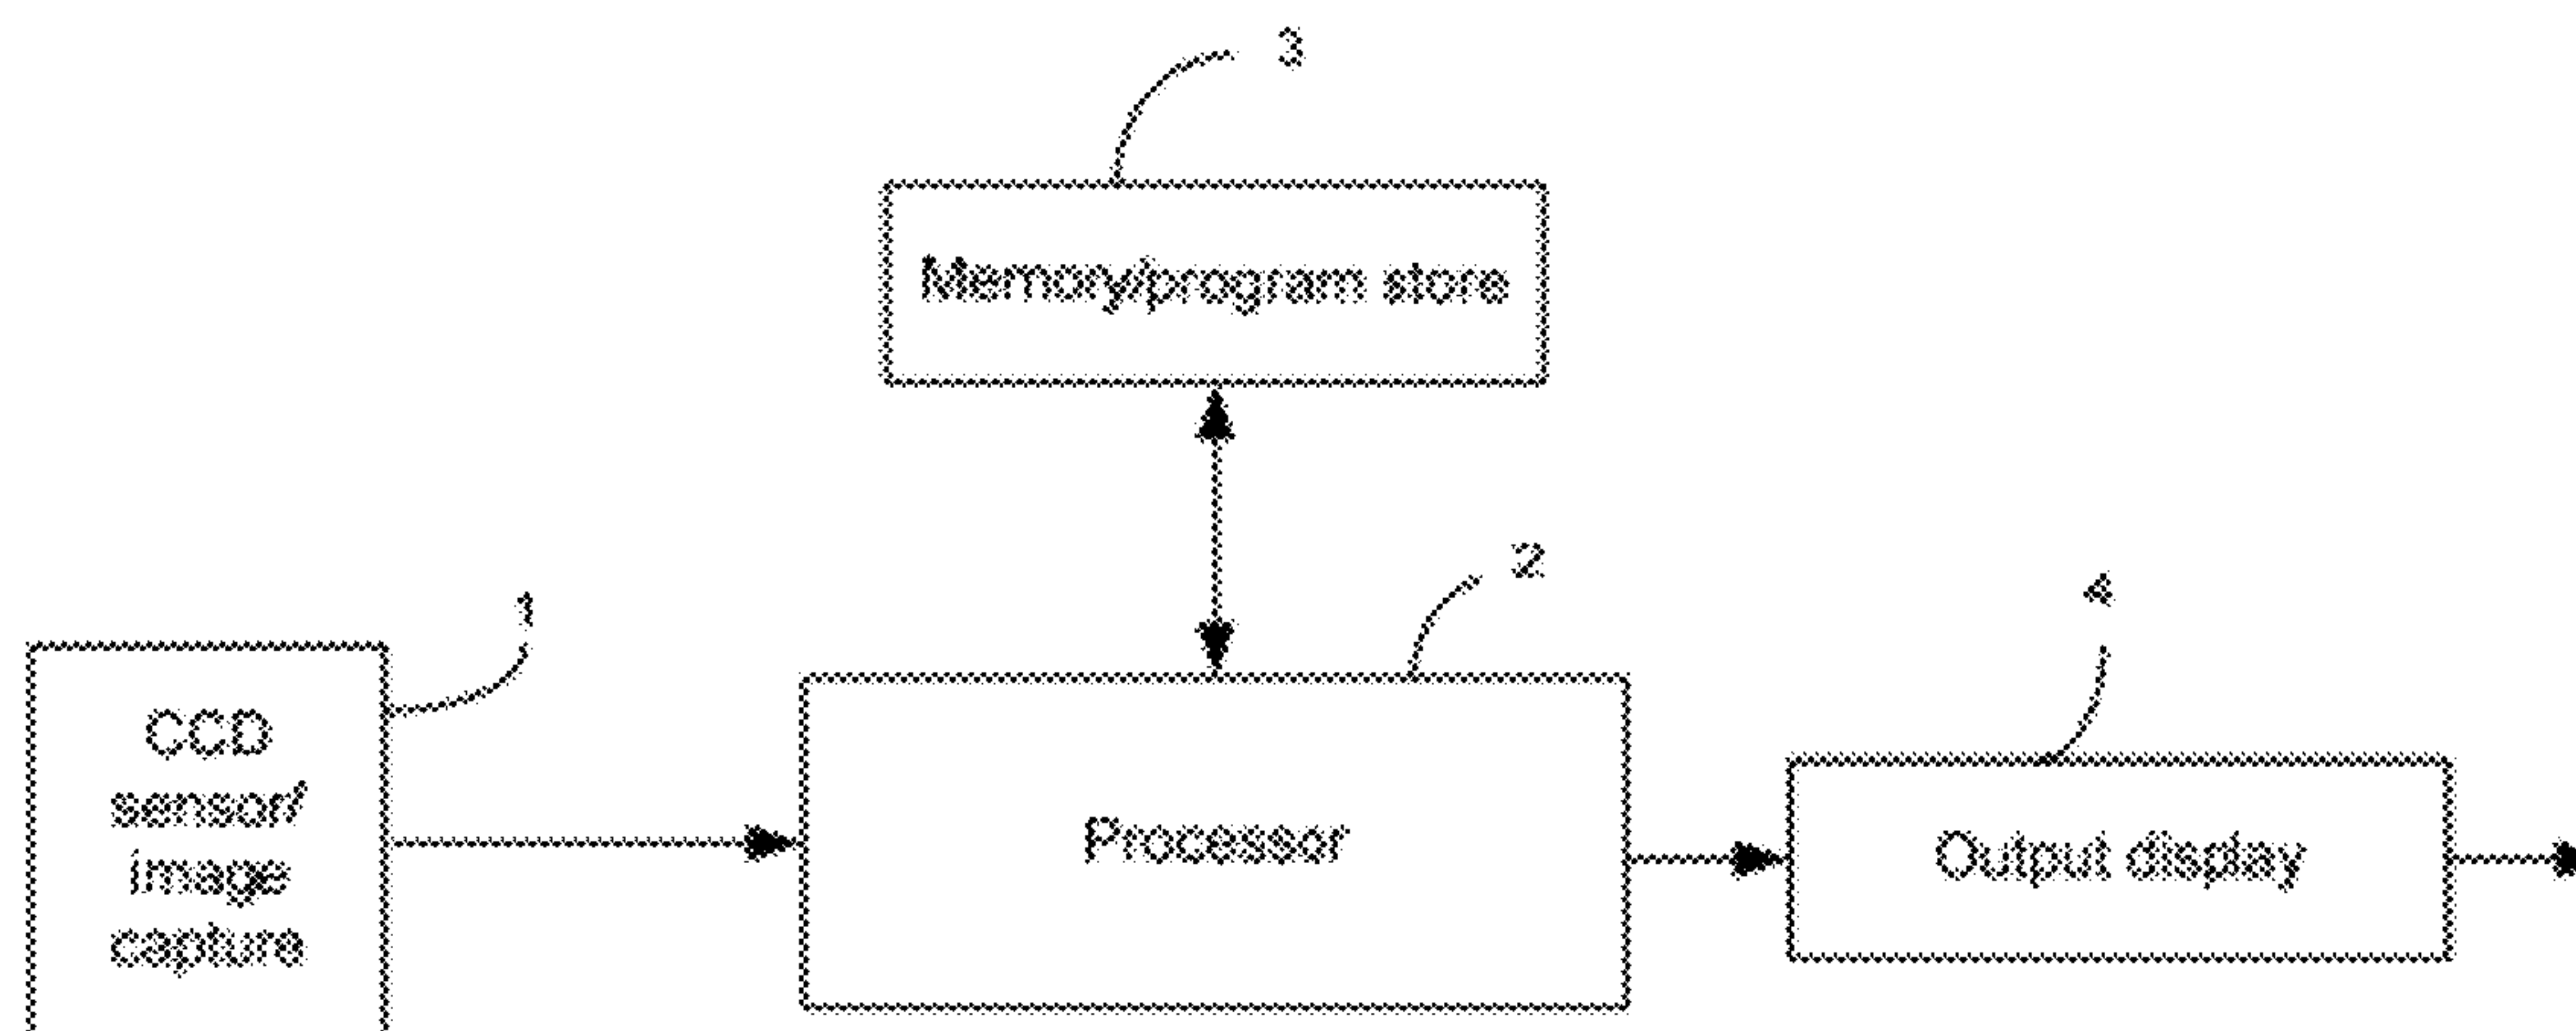 3
Memory/program store
2
4
1
CCD
sensor/
image
capture
Processor
Output display